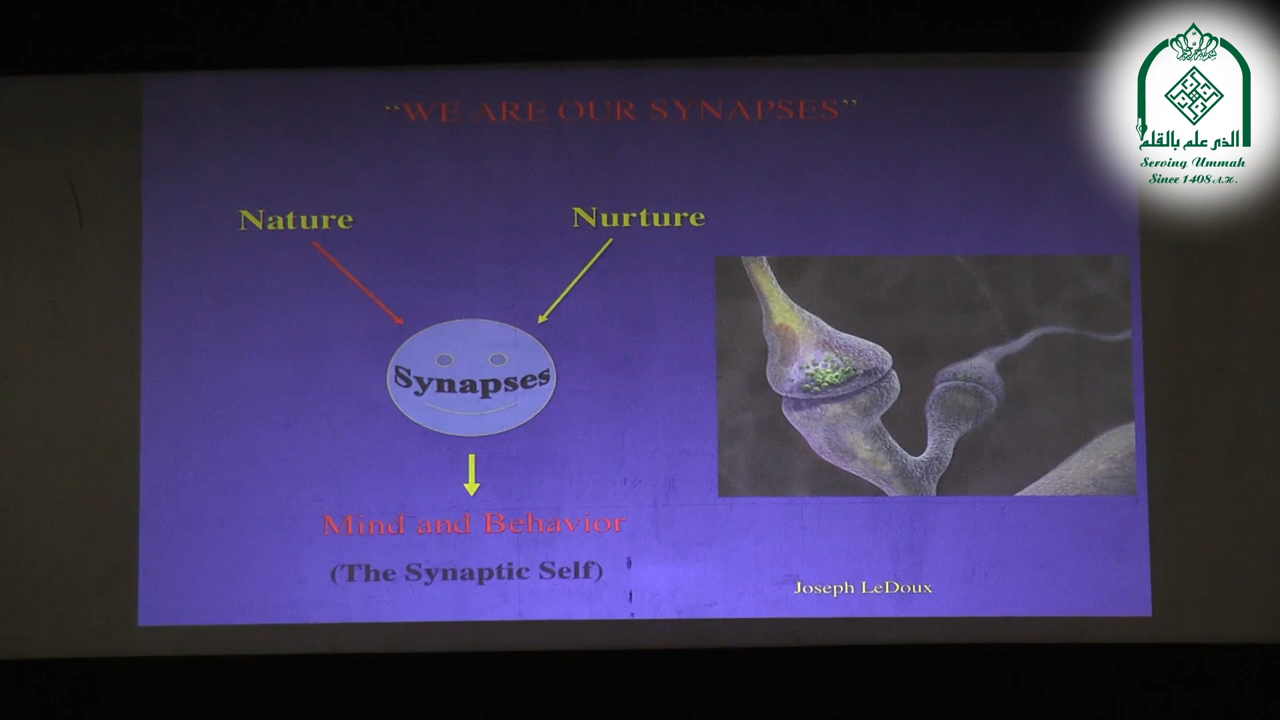 “WE ARE OUR SYNAPSES”
Nature
Nurture
Synapses
Mind and Behavior
(The Synaptic Self)
Joseph LeDoux
الذى علم بالقلم
Serving Ummah
Since 1408 A.H.